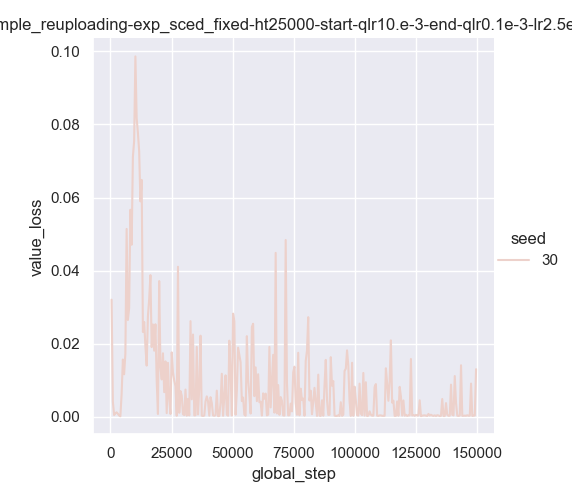 mple_reuploading-exp_sced_fixed-ht25000-start-qlr10.e-3-end-qlr0.1e-3-lr2.5e
0.10
0.08
0.06
0.04
0.02
0.00
value_loss
0 25000 50000 75000 100000 125000 150000
global_step
seed
30